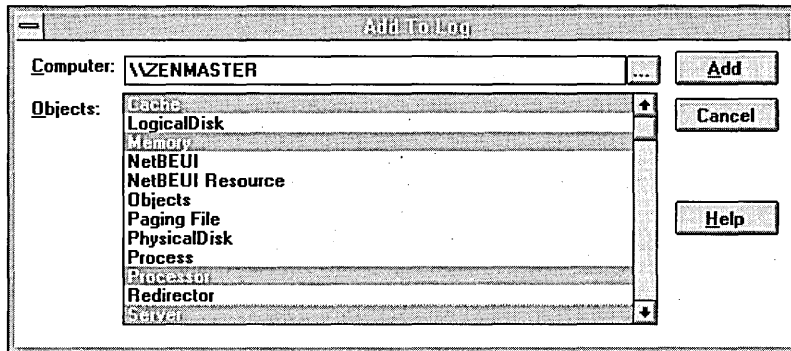 Add To Log
Computer: \\ZENMASTER ... Add
Objects: Cache Cancel
LogicalDisk
Memory
NetBEUI
NetBEUI Resource
Objects
Paging File Help
PhysicalDisk
Process
Processor
Redirector
Server